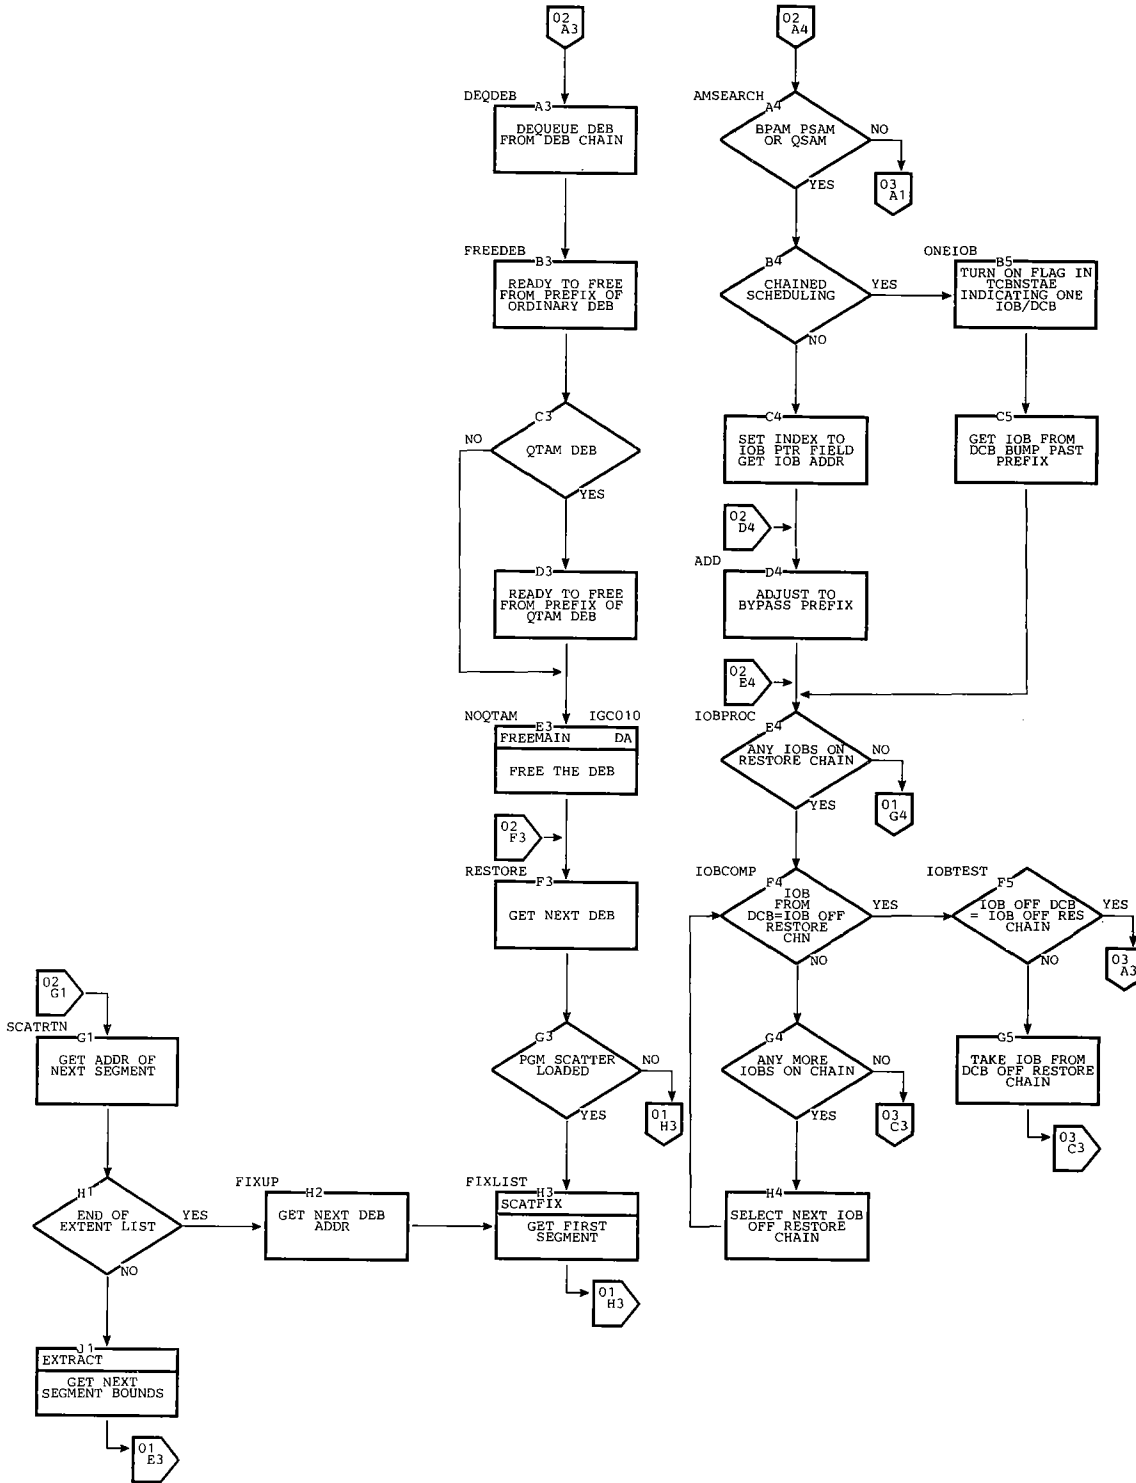 02
A3
DEQDEB
A3
DEQUEUE DEB
FROM DEB CHAIN
FREEDEB
B3
READY TO FREE
FROM PREFIX OF
ORDINARY DEB
C3
NO
QTAM DEB
YES
D3
READY TO FREE
FROM PREFIX OF
QTAM DEB
NOQTAM
IGC010
E3
FREEMAIN DA
FREE THE DEB
02
F3
RESTORE
F3
GET NEXT DEB
G3
PGM SCATTER
LOADED
NO
01
H3
YES
FIXLIST
H3
SCATFIX
GET FIRST
SEGMENT
01
H3
02
G1
SCATRTN
G1
GET ADDR OF
NEXT SEGMENT
H1
END OF
EXTENT LIST
YES
NO
FIXUP
H2
GET NEXT DEB
ADDR
J1
EXTRACT
GET NEXT
SEGMENT BOUNDS
01
E3
02
A4
AMSEARCH
A4
BPAM PSAM
OR QSAM
NO
03
A1
YES
B4
CHAINED
SCHEDULING
YES
NO
ONEIOB
B5
TURN ON FLAG IN
TCBNSTAE
INDICATING ONE
IOB/DCB
C4
SET INDEX TO
IOB PTR FIELD
GET IOB ADDR
C5
GET IOB FROM
DCB BUMP PAST
PREFIX
02
D4
ADD
D4
ADJUST TO
BYPASS PREFIX
02
E4
IOBPROC
E4
ANY IOBS ON
RESTORE CHAIN
NO
01
G4
YES
IOBCOMP
F4
IOB
FROM
DCB=IOB OFF
RESTORE
CHN
YES
NO
IOBTEST
F5
IOB OFF DCB
= IOB OFF RES
CHAIN
YES
03
A3
NO
G4
ANY MORE
IOBS ON CHAIN
NO
03
C3
YES
G5
TAKE IOB FROM
DCB OFF RESTORE
CHAIN
03
C3
H4
SELECT NEXT IOB
OFF RESTORE
CHAIN